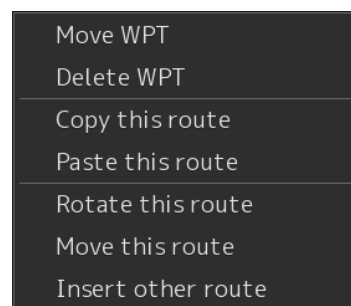 Move WPT
Delete WPT
Copy this route
Paste this route
Rotate this route
Move this route
Insert other route